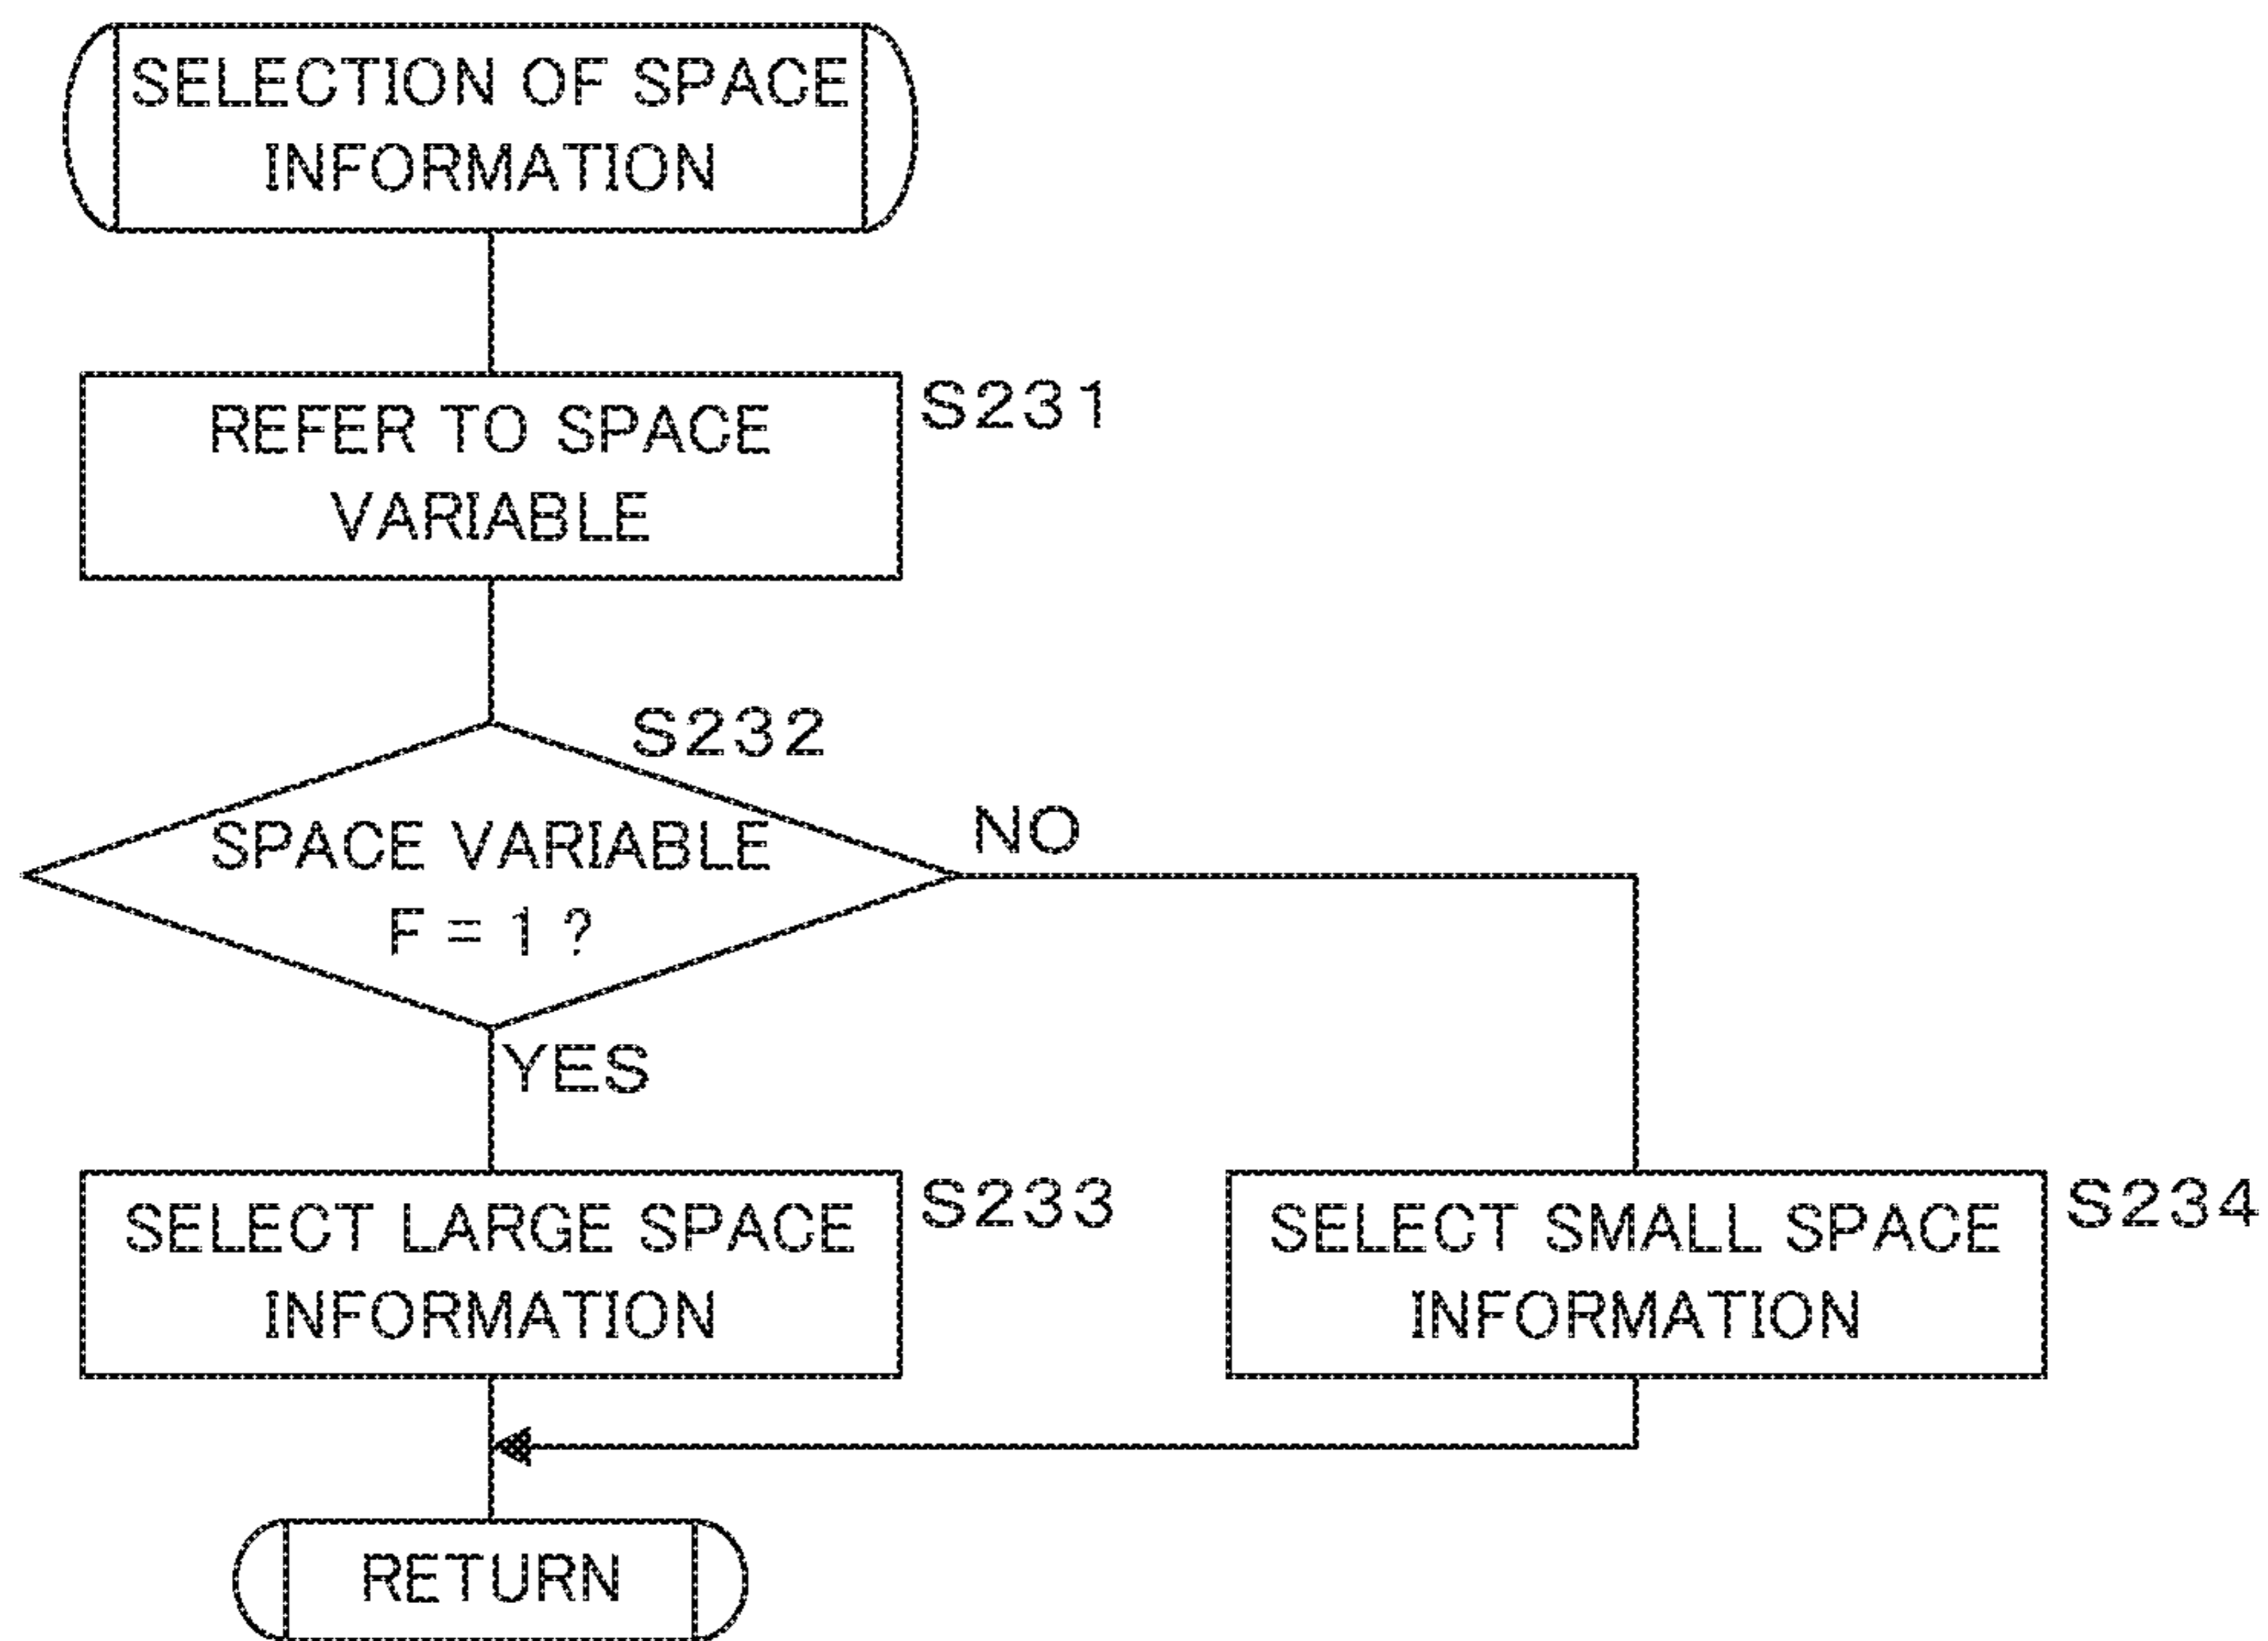 SELECTION OF SPACE
INFORMATION
REFER TO SPACE
VARIABLE
S231
S232
SPACE VARIABLE
F = 1 ?
NO
YES
SELECT LARGE SPACE
INFORMATION
S233
SELECT SMALL SPACE
INFORMATION
S234
RETURN